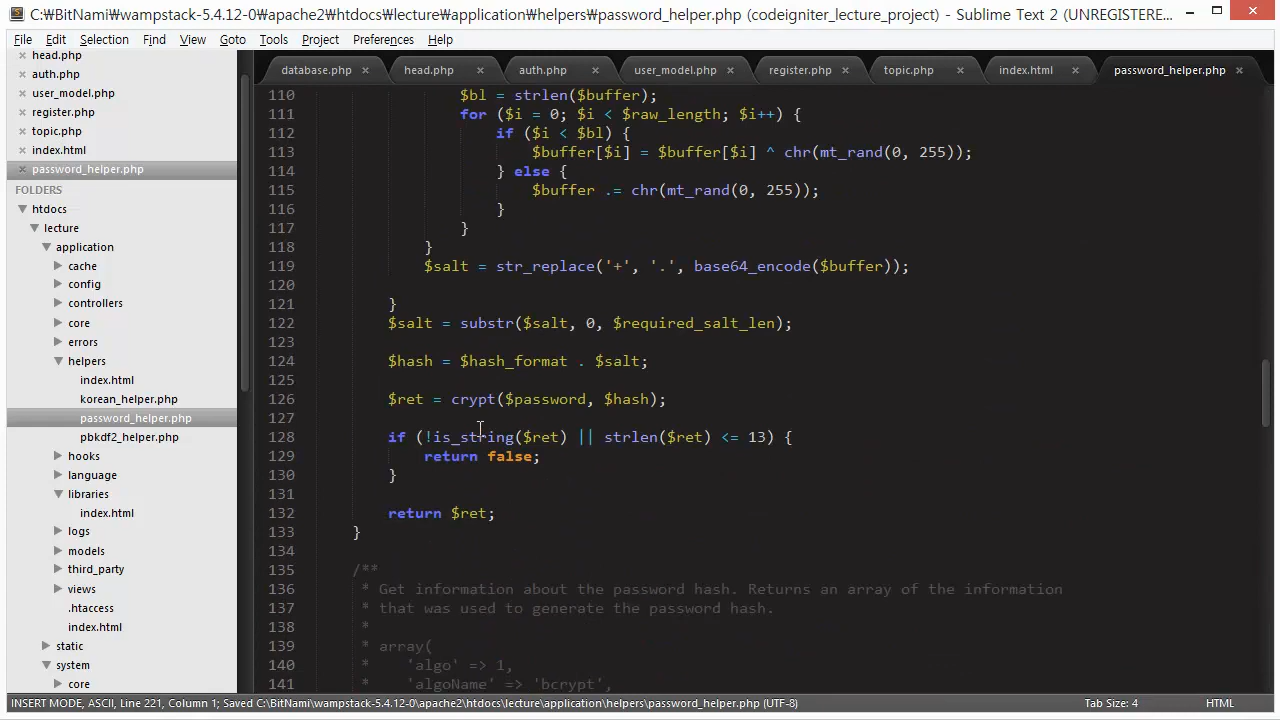 C:₩BitNami₩wampstack-5.4.12-0₩apache2₩htdocs₩lecture₩application₩helpers₩password_helper.php (codeigniter_lecture_project) - Sublime Text 2 (UNREGISTERE...
File Edit Selection Find View Goto Tools Project Preferences Help
head.php
auth.php
user_model.php
register.php
topic.php
index.html
password_helper.php
FOLDERS
htdocs
lecture
application
cache
config
controllers
core
errors
helpers
index.html
korean_helper.php
password_helper.php
pbkdf2_helper.php
hooks
language
libraries
index.html
logs
models
third_party
views
.htaccess
index.html
static
system
core
database.php head.php auth.php user_model.php register.php topic.php index.html password_helper.php
110 $bl = strlen($buffer);
111 for ($i = 0; $i < $raw_length; $i++) {
112 if ($i < $bl) {
113 $buffer[$i] = $buffer[$i] ^ chr(mt_rand(0, 255));
114 } else {
115 $buffer .= chr(mt_rand(0, 255));
116 }
117 }
118 }
119 $salt = str_replace('+', '.', base64_encode($buffer));
120
121 }
122 $salt = substr($salt, 0, $required_salt_len);
123
124 $hash = $hash_format . $salt;
125
126 $ret = crypt($password, $hash);
127
128 if (!is_string($ret) || strlen($ret) <= 13) {
129 return false;
130 }
131
132 return $ret;
133 }
134
135 /**
136 * Get information about the password hash. Returns an array of the information
137 * that was used to generate the password hash.
138 *
139 * array(
140 * 'algo' => 1,
141 * 'algoName' => 'bcrypt',
INSERT MODE, ASCII, Line 221, Column 1; Saved C:₩BitNami₩wampstack-5.4.12-0₩apache2₩htdocs₩lecture₩application₩helpers₩password_helper.php (UTF-8) Tab Size: 4 HTML